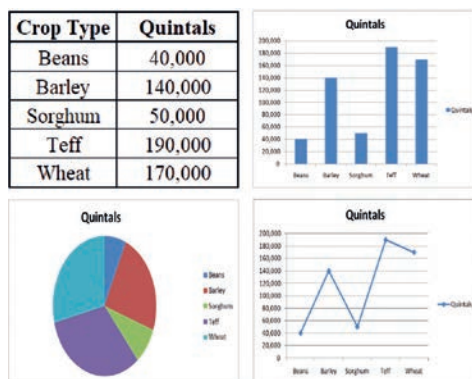 Crop Type Quintals
Beans 40,000
Barley 140,000
Sorghum 50,000
Teff 190,000
Wheat 170,000
Quintals
200,000
180,000
160,000
140,000
120,000
100,000
80,000
60,000
40,000
20,000
0
Beans Barley Sorghum Teff Wheat
Quintals
Quintals
Beans
Barley
Sorghum
Teff
Wheat
Quintals
200,000
180,000
160,000
140,000
120,000
100,000
80,000
60,000
40,000
20,000
0
Beans Barley Sorghum Teff Wheat
Quintals